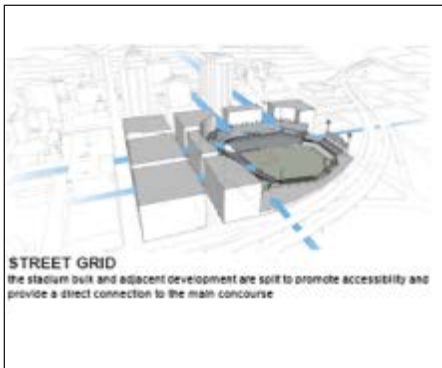 STREET GRID
the stadium bulk and adjacent development are split to promote accessibility and
provide a direct connection to the main concourse